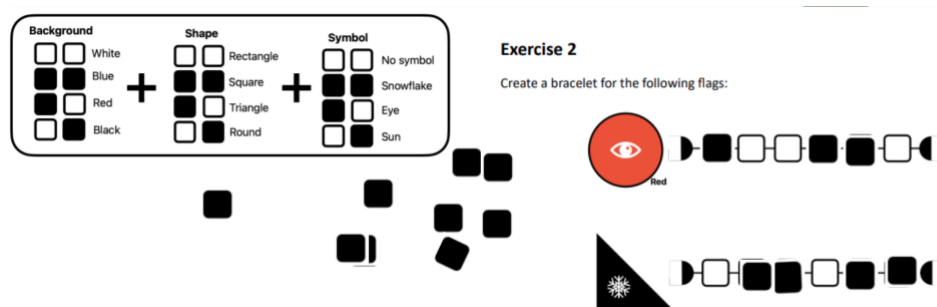 Background
White
Blue
Red
Black
+
Shape
Rectangle
Square
Triangle
Round
+
Symbol
No symbol
Snowflake
Eye
Sun
Exercise 2
Create a bracelet for the following flags:
Red